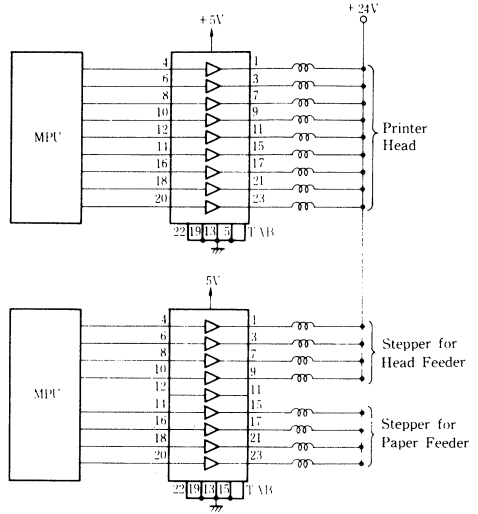 +24V
+5V
4 1
6 3
8 7
10 9
12 11
14 15
16 17
18 21
20 23
MPU
Printer
Head
22 19 13 5 TAB
5V
4 1
6 3
8 7
10 9
12 11
14 15
16 17
18 21
20 23
MPU
Stepper for
Head Feeder
Stepper for
Paper Feeder
22 19 13 15 TAB